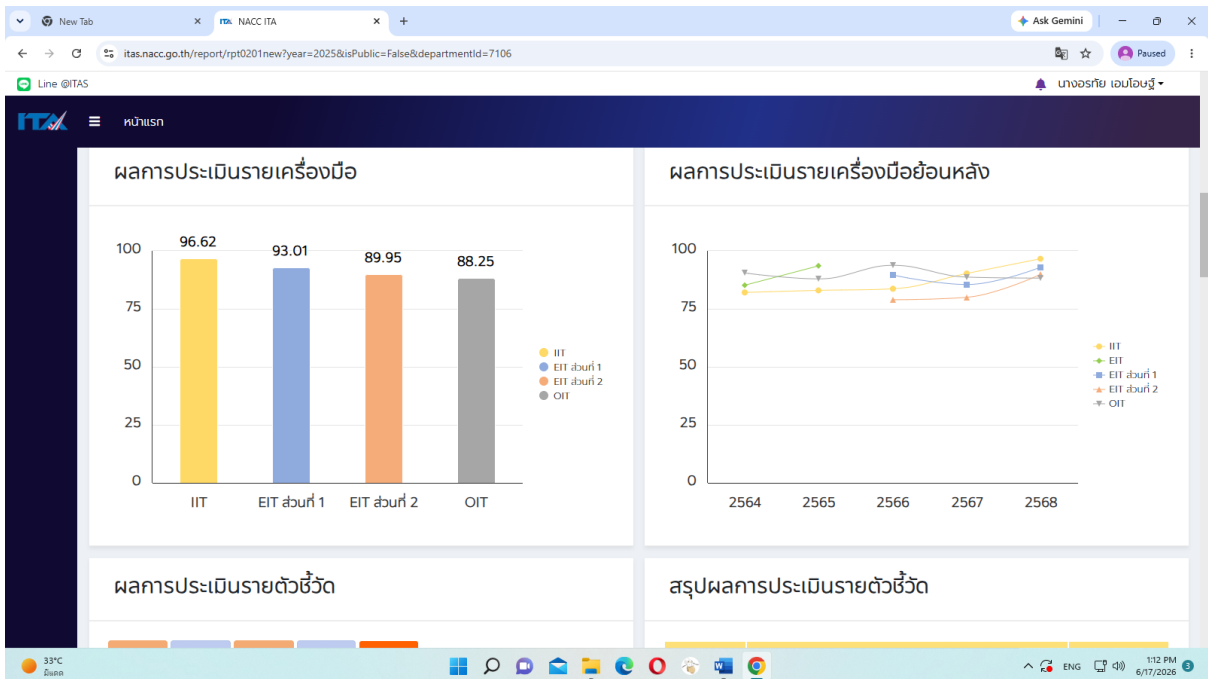 New Tab
ITA NACC ITA
Ask Gemini
itas.nacc.go.th/report/rpt0201new?year=2025&isPublic=False&departmentId=7106
Paused
Line @ITAS
นางอรทัย เอมโอษฐ์
ITA
หน้าแรก
ผลการประเมินรายเครื่องมือ
100
75
50
25
0
96.62
93.01
89.95
88.25
IIT
EIT ส่วนที่ 1
EIT ส่วนที่ 2
OIT
IIT
EIT ส่วนที่ 1
EIT ส่วนที่ 2
OIT
ผลการประเมินรายเครื่องมือย้อนหลัง
100
75
50
25
0
2564
2565
2566
2567
2568
IIT
EIT
EIT ส่วนที่ 1
EIT ส่วนที่ 2
OIT
ผลการประเมินรายตัวชี้วัด
สรุปผลการประเมินรายตัวชี้วัด
33°C
มีแดด
ENG
1:12 PM
6/17/2026
3